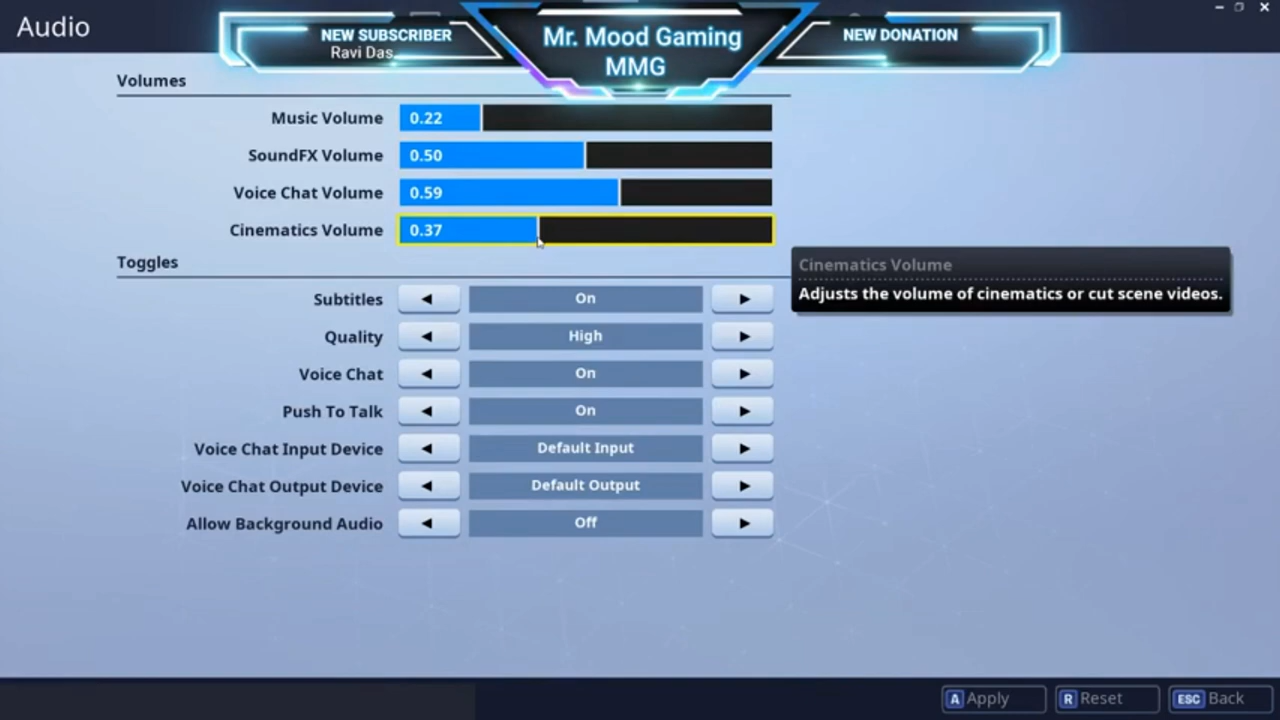 Audio
NEW SUBSCRIBER
Ravi Das
Mr. Mood Gaming
MMG
NEW DONATION
Volumes
Music Volume 0.22
SoundFX Volume 0.50
Voice Chat Volume 0.59
Cinematics Volume 0.37
Cinematics Volume
Adjusts the volume of cinematics or cut scene videos.
Toggles
Subtitles On
Quality High
Voice Chat On
Push To Talk On
Voice Chat Input Device Default Input
Voice Chat Output Device Default Output
Allow Background Audio Off
A Apply R Reset ESC Back